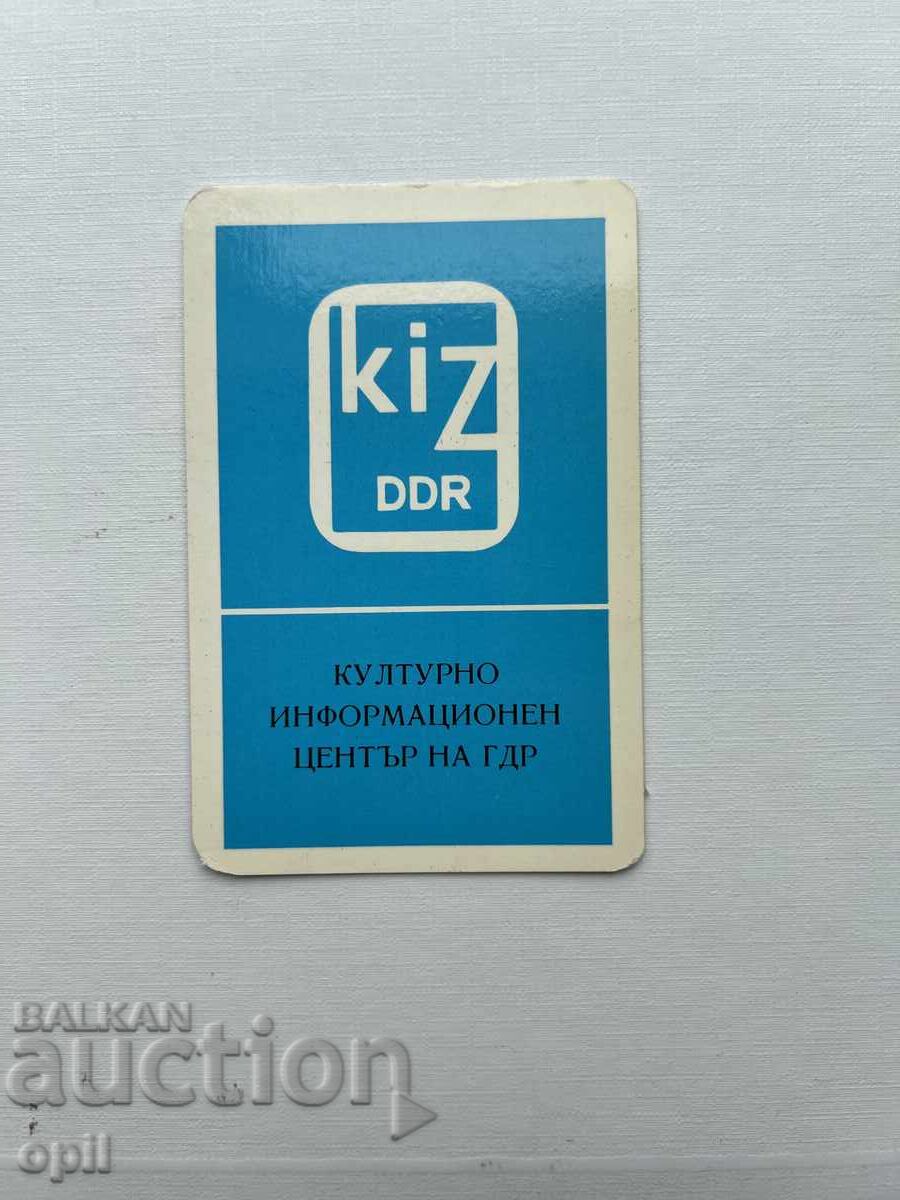 kiz
DDR
КУЛТУРНО
ИНФОРМАЦИОНЕН
ЦЕНТЪР НА ГДР
BALKAN
auction
opil